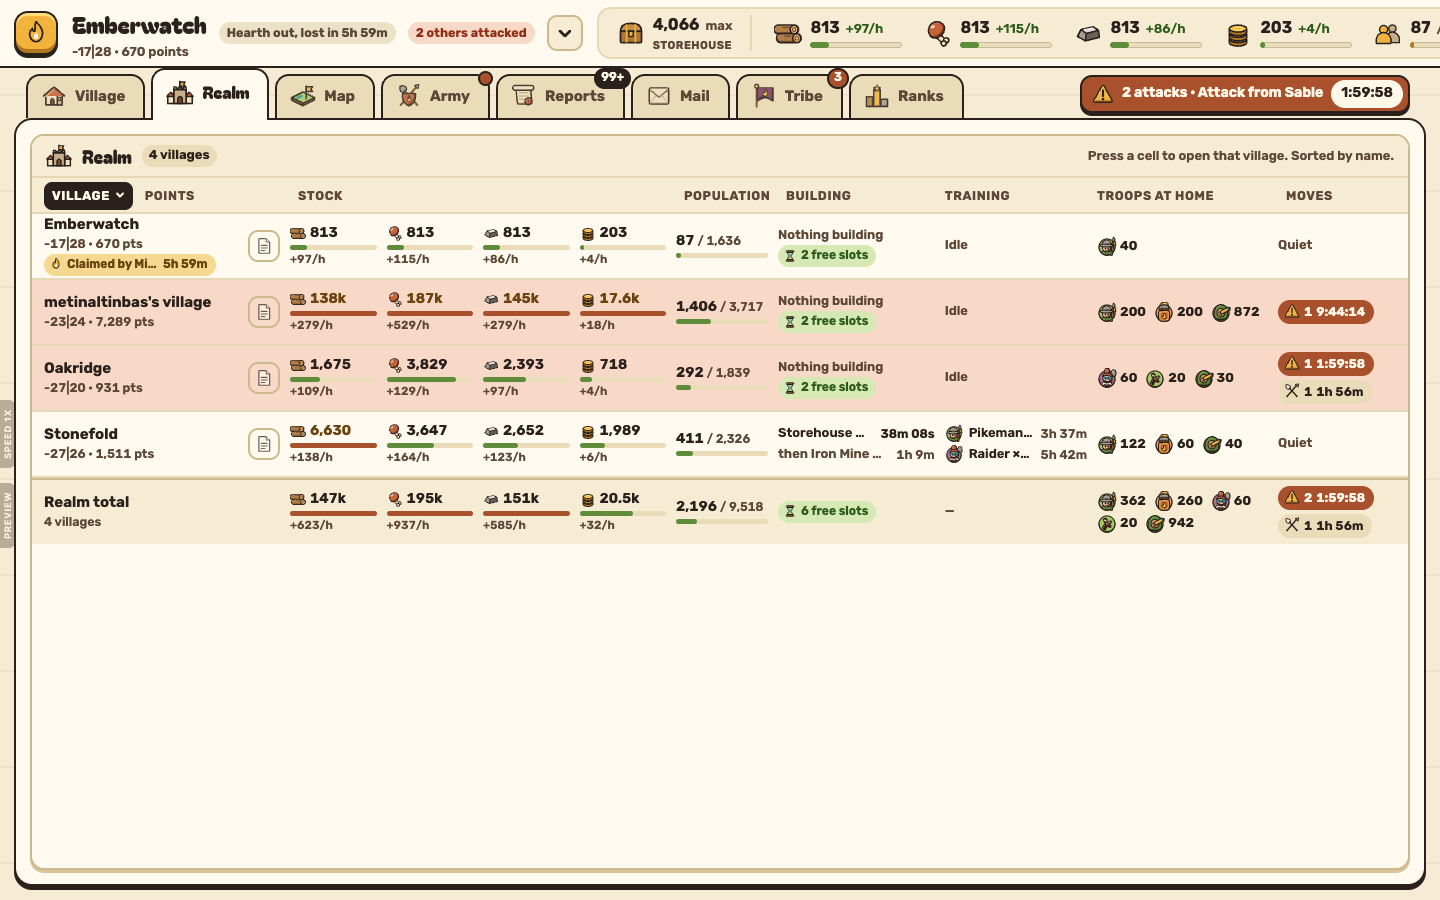 Emberwatch
-17|28 • 670 points
Hearth out, lost in 5h 59m
2 others attacked
4,066 max
STOREHOUSE
813 +97/h
813 +115/h
813 +86/h
203 +4/h
87 /
Village
Realm
Map
Army
Reports
99+
Mail
Tribe
3
Ranks
2 attacks • Attack from Sable 1:59:58
Realm 4 villages
Press a cell to open that village. Sorted by name.
VILLAGE POINTS STOCK POPULATION BUILDING TRAINING TROOPS AT HOME MOVES
Emberwatch
-17|28 • 670 pts
Claimed by Mi... 5h 59m
813 813 813 203
+97/h +115/h +86/h +4/h
87 / 1,636
Nothing building
2 free slots
Idle
40
Quiet
metinaltinbas's village
-23|24 • 7,289 pts
138k 187k 145k 17.6k
+279/h +529/h +279/h +18/h
1,406 / 3,717
Nothing building
2 free slots
Idle
200 200 872
1 9:44:14
Oakridge
-27|20 • 931 pts
1,675 3,829 2,393 718
+109/h +129/h +97/h +4/h
292 / 1,839
Nothing building
2 free slots
Idle
60 20 30
1 1:59:58
1 1h 56m
Stonefold
-27|26 • 1,511 pts
6,630 3,647 2,652 1,989
+138/h +164/h +123/h +6/h
411 / 2,326
Storehouse ... 38m 08s
then Iron Mine ... 1h 9m
Pikeman... 3h 37m
Raider ×... 5h 42m
122 60 40
Quiet
Realm total
4 villages
147k 195k 151k 20.5k
+623/h +937/h +585/h +32/h
2,196 / 9,518
6 free slots
–
362 260 60
20 942
2 1:59:58
1 1h 56m
SPEED 1X
PREVIEW